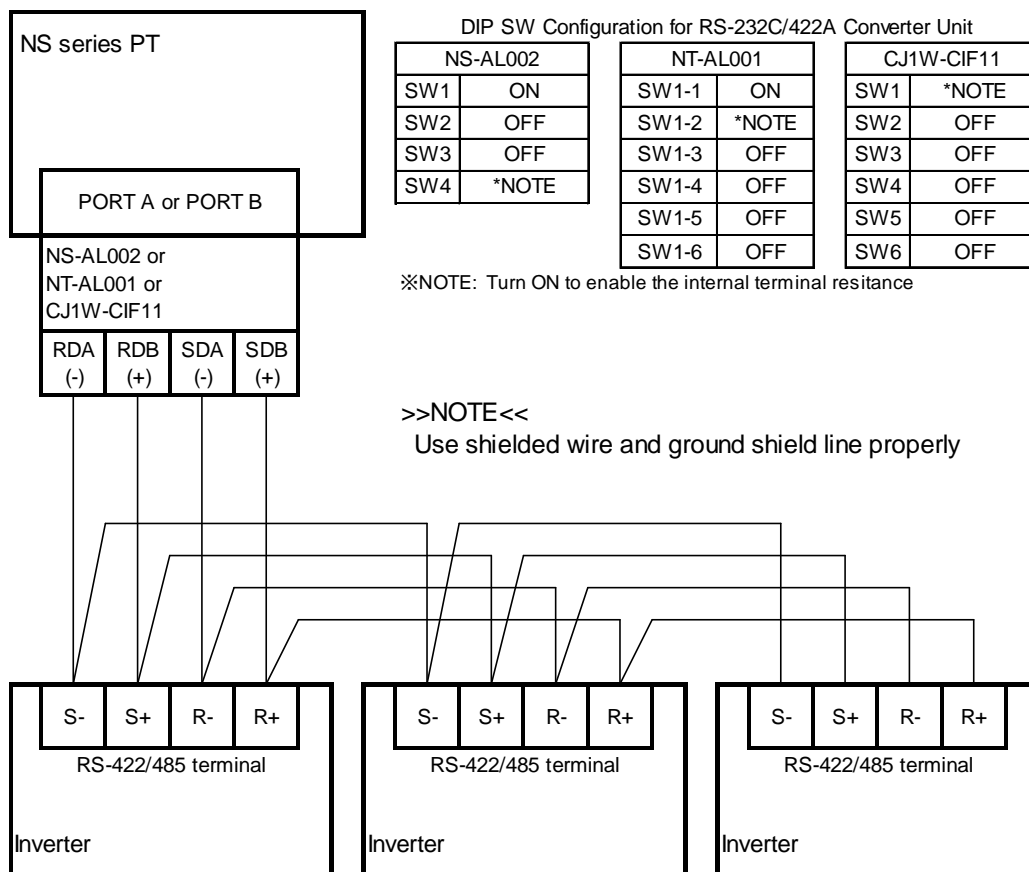 NS series PT
PORT A or PORT B
NS-AL002 or
NT-AL001 or
CJ1W-CIF11
RDA RDB SDA SDB
(-) (+) (-) (+)
DIP SW Configuration for RS-232C/422A Converter Unit
NS-AL002
SW1 ON
SW2 OFF
SW3 OFF
SW4 *NOTE
NT-AL001
SW1-1 ON
SW1-2 *NOTE
SW1-3 OFF
SW1-4 OFF
SW1-5 OFF
SW1-6 OFF
CJ1W-CIF11
SW1 *NOTE
SW2 OFF
SW3 OFF
SW4 OFF
SW5 OFF
SW6 OFF
※NOTE: Turn ON to enable the internal terminal resitance
>>NOTE<<
Use shielded wire and ground shield line properly
S- S+ R- R+
RS-422/485 terminal
Inverter
S- S+ R- R+
RS-422/485 terminal
Inverter
S- S+ R- R+
RS-422/485 terminal
Inverter